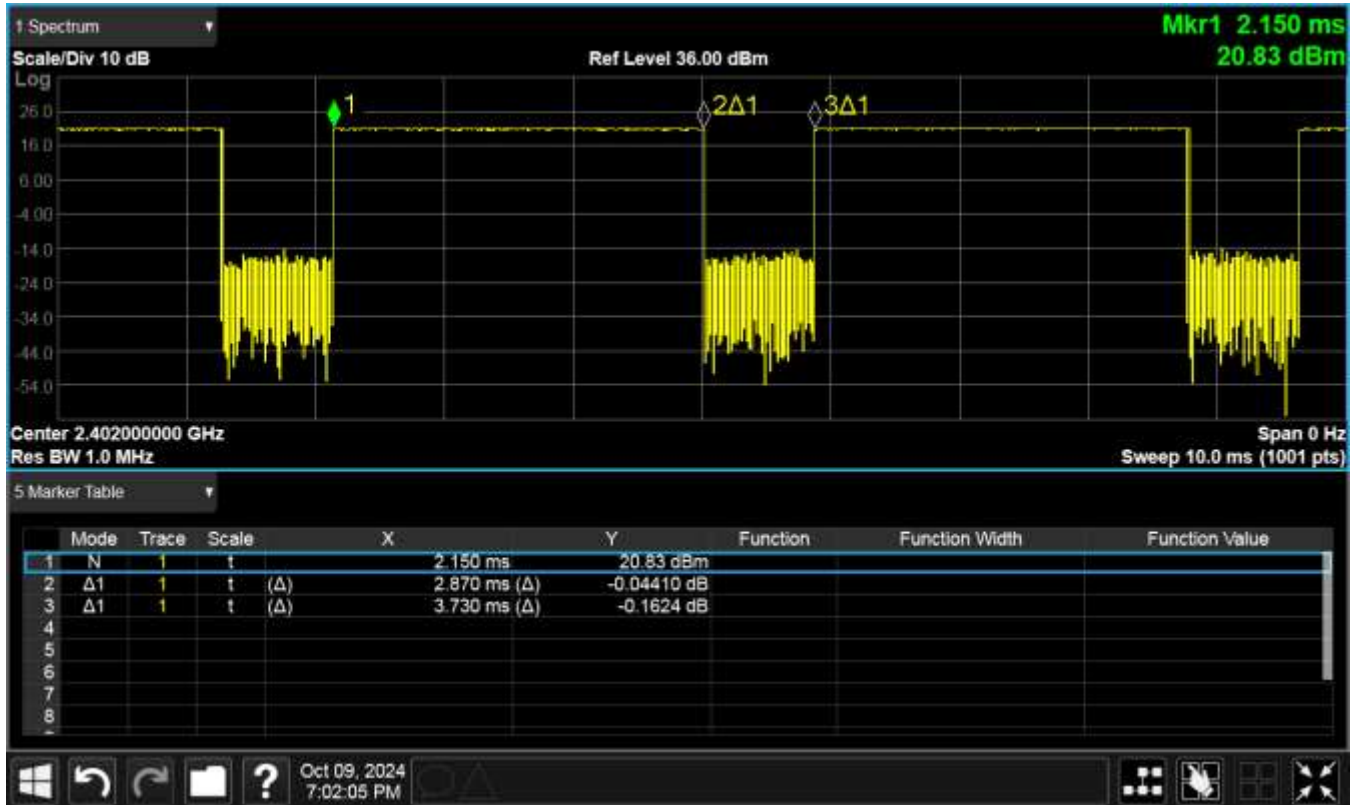 1 Spectrum
Mkr1 2.150 ms
Scale/Div 10 dB Ref Level 36.00 dBm 20.83 dBm
Log
1 2Δ1 3Δ1
26.0
16.0
6.00
-4.00
-14.0
-24.0
-34.0
-44.0
-54.0
Center 2.402000000 GHz Span 0 Hz
Res BW 1.0 MHz Sweep 10.0 ms (1001 pts)
5 Marker Table
Mode Trace Scale X Y Function Function Width Function Value
1 N 1 t 2.150 ms 20.83 dBm
2 Δ1 1 t (Δ) 2.870 ms (Δ) -0.04410 dB
3 Δ1 1 t (Δ) 3.730 ms (Δ) -0.1624 dB
4
5
6
7
8
? Oct 09, 2024
7:02:05 PM